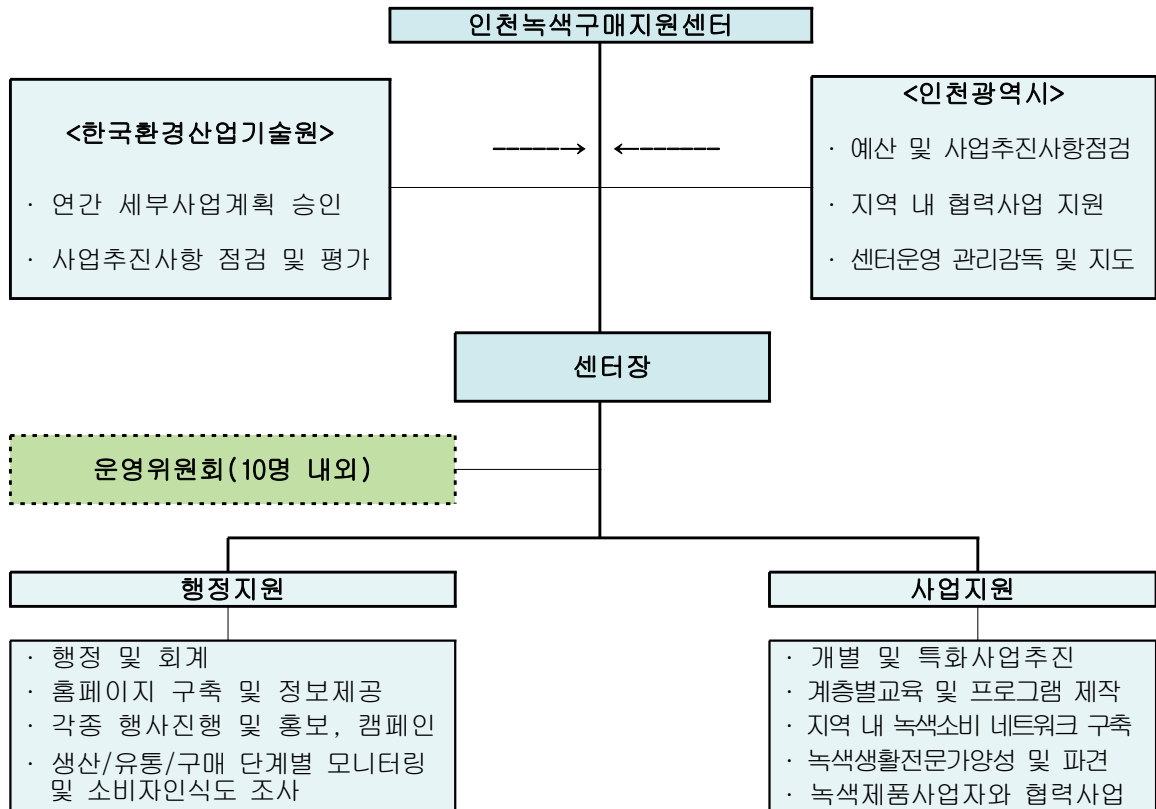 인천녹색구매지원센터
<한국환경산업기술원>
· 연간 세부사업계획 승인
· 사업추진사항 점검 및 평가
------→ ←------
<인천광역시>
· 예산 및 사업추진사항점검
· 지역 내 협력사업 지원
· 센터운영 관리감독 및 지도
센터장
운영위원회(10명 내외)
행정지원
· 행정 및 회계
· 홈페이지 구축 및 정보제공
· 각종 행사진행 및 홍보, 캠페인
· 생산/유통/구매 단계별 모니터링
및 소비자인식도 조사
사업지원
· 개별 및 특화사업추진
· 계층별교육 및 프로그램 제작
· 지역 내 녹색소비 네트워크 구축
· 녹색생활전문가양성 및 파견
· 녹색제품사업자와 협력사업